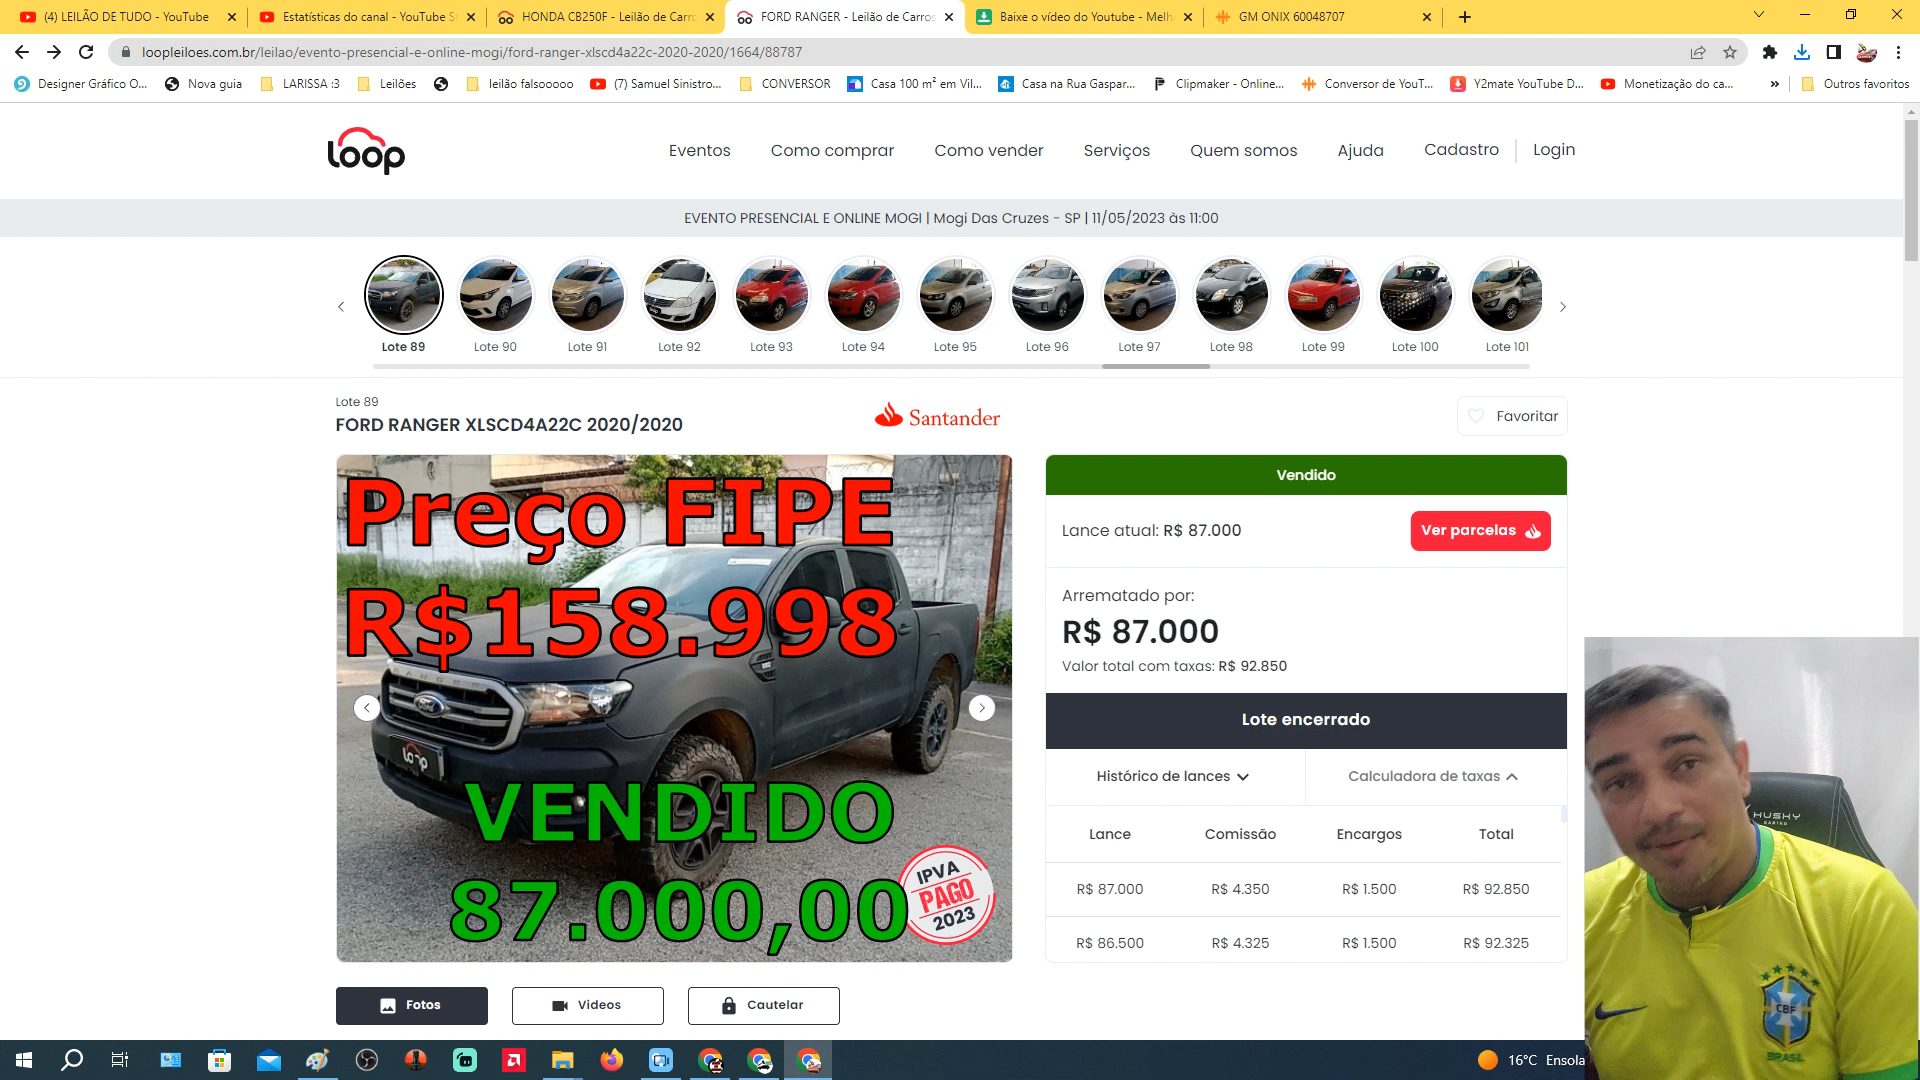 (4) LEILÃO DE TUDO - YouTube
Estatísticas do canal - YouTube S
HONDA CB250F - Leilão de Carro
FORD RANGER - Leilão de Carros
Baixe o vídeo do Youtube - Melh
GM ONIX 60048707
loopleiloes.com.br/leilao/evento-presencial-e-online-mogi/ford-ranger-xlscd4a22c-2020-2020/1664/88787
Designer Gráfico O...
Nova guia
LARISSA :3
Leilões
leilão falsooooo
(7) Samuel Sinistro...
CONVERSOR
Casa 100 m² em Vil...
Casa na Rua Gaspar...
Clipmaker - Online...
Conversor de YouT...
Y2mate YouTube D...
Monetização do ca...
»
Outros favoritos
loop
Eventos
Como comprar
Como vender
Serviços
Quem somos
Ajuda
Cadastro
Login
EVENTO PRESENCIAL E ONLINE MOGI | Mogi Das Cruzes - SP | 11/05/2023 às 11:00
Lote 89
Lote 90
Lote 91
Lote 92
Lote 93
Lote 94
Lote 95
Lote 96
Lote 97
Lote 98
Lote 99
Lote 100
Lote 101
Lote 89
FORD RANGER XLSCD4A22C 2020/2020
Santander
Favoritar
Preço FIPE
R$158.998
RANGER
Ford
loop
VENDIDO
87.000,00
IPVA
PAGO
2023
Vendido
Lance atual: R$ 87.000
Ver parcelas
Arrematado por:
R$ 87.000
Valor total com taxas: R$ 92.850
Lote encerrado
Histórico de lances
Calculadora de taxas
Lance
Comissão
Encargos
Total
R$ 87.000
R$ 4.350
R$ 1.500
R$ 92.850
R$ 86.500
R$ 4.325
R$ 1.500
R$ 92.325
Fotos
Videos
Cautelar
HUSKY
GAMING
CBF
BRASIL
16°C Ensola